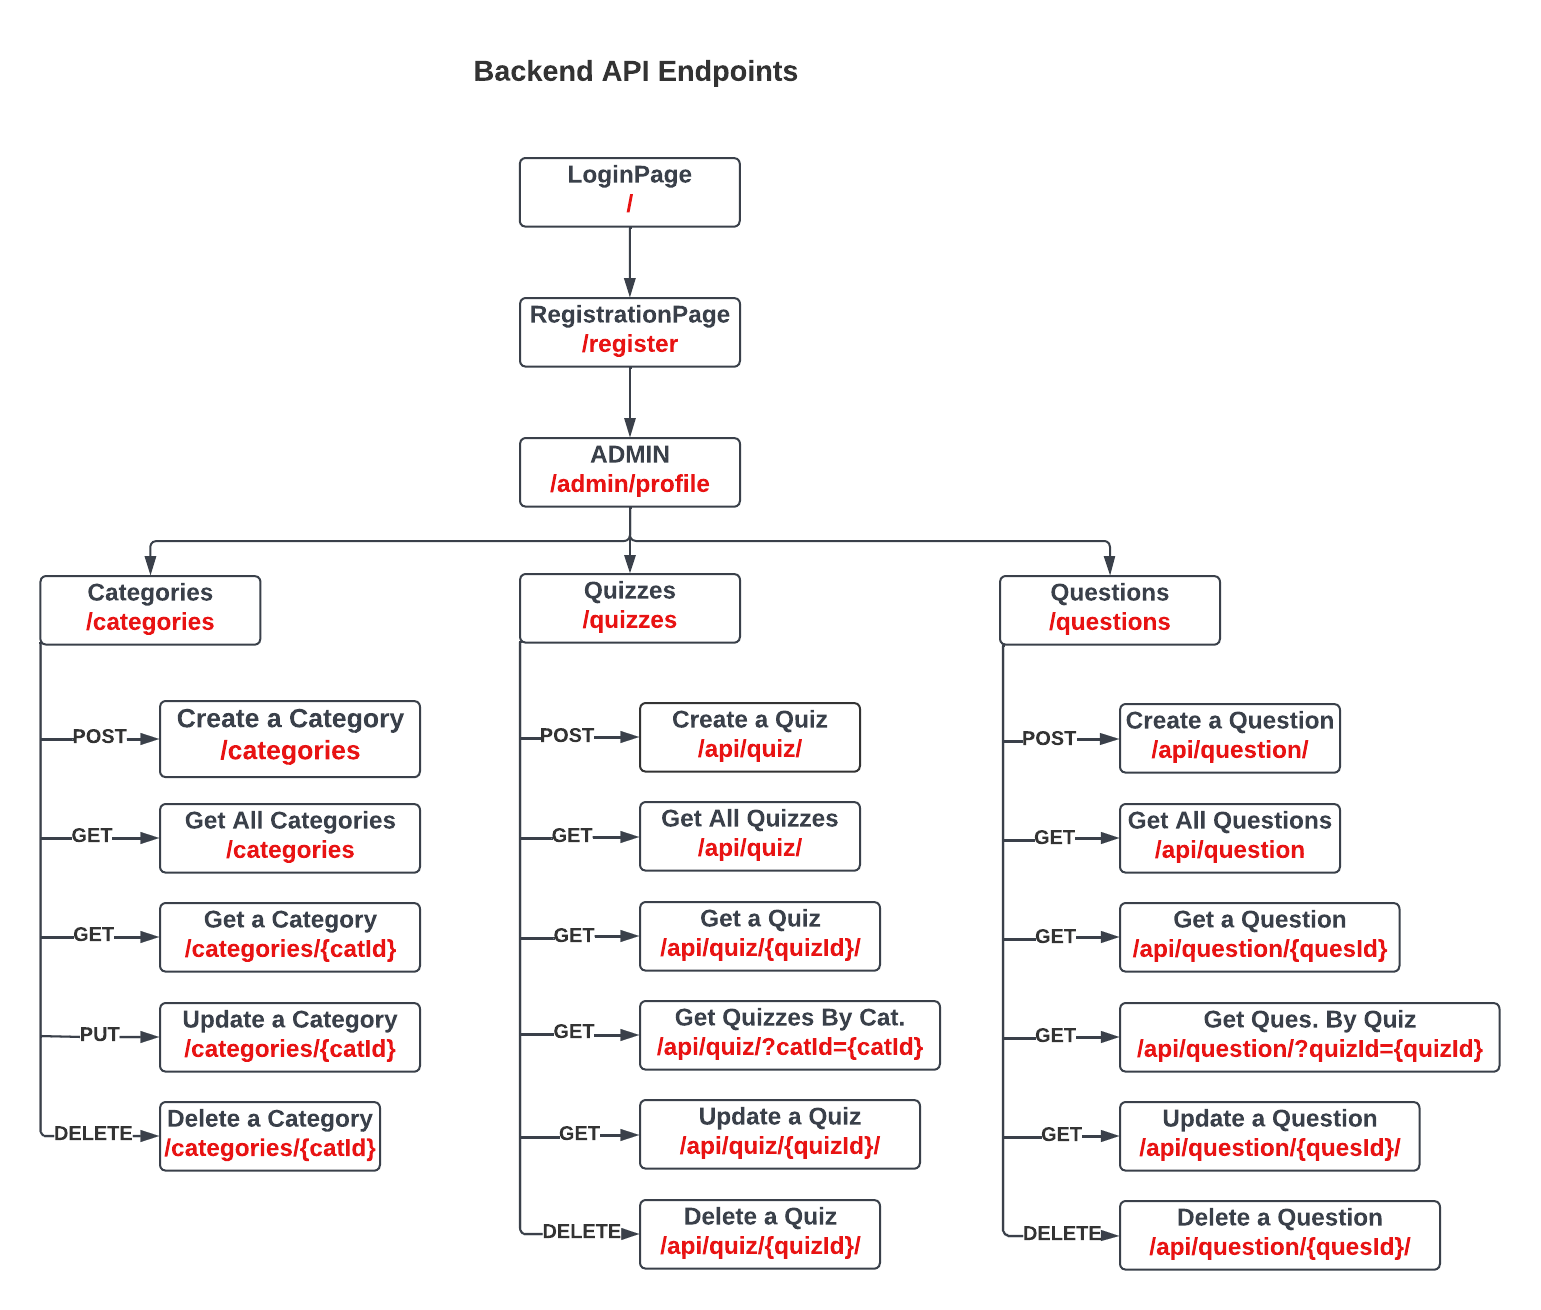 Backend API Endpoints
LoginPage
/
RegistrationPage
/register
ADMIN
/admin/profile
Categories
/categories
POST
Create a Category
/categories
GET
Get All Categories
/categories
GET
Get a Category
/categories/{catId}
PUT
Update a Category
/categories/{catId}
DELETE
Delete a Category
/categories/{catId}
Quizzes
/quizzes
POST
Create a Quiz
/api/quiz/
GET
Get All Quizzes
/api/quiz/
GET
Get a Quiz
/api/quiz/{quizId}/
GET
Get Quizzes By Cat.
/api/quiz/?catId={catId}
GET
Update a Quiz
/api/quiz/{quizId}/
DELETE
Delete a Quiz
/api/quiz/{quizId}/
Questions
/questions
POST
Create a Question
/api/question/
GET
Get All Questions
/api/question
GET
Get a Question
/api/question/{quesId}
GET
Get Ques. By Quiz
/api/question/?quizId={quizId}
GET
Update a Question
/api/question/{quesId}/
DELETE
Delete a Question
/api/question/{quesId}/